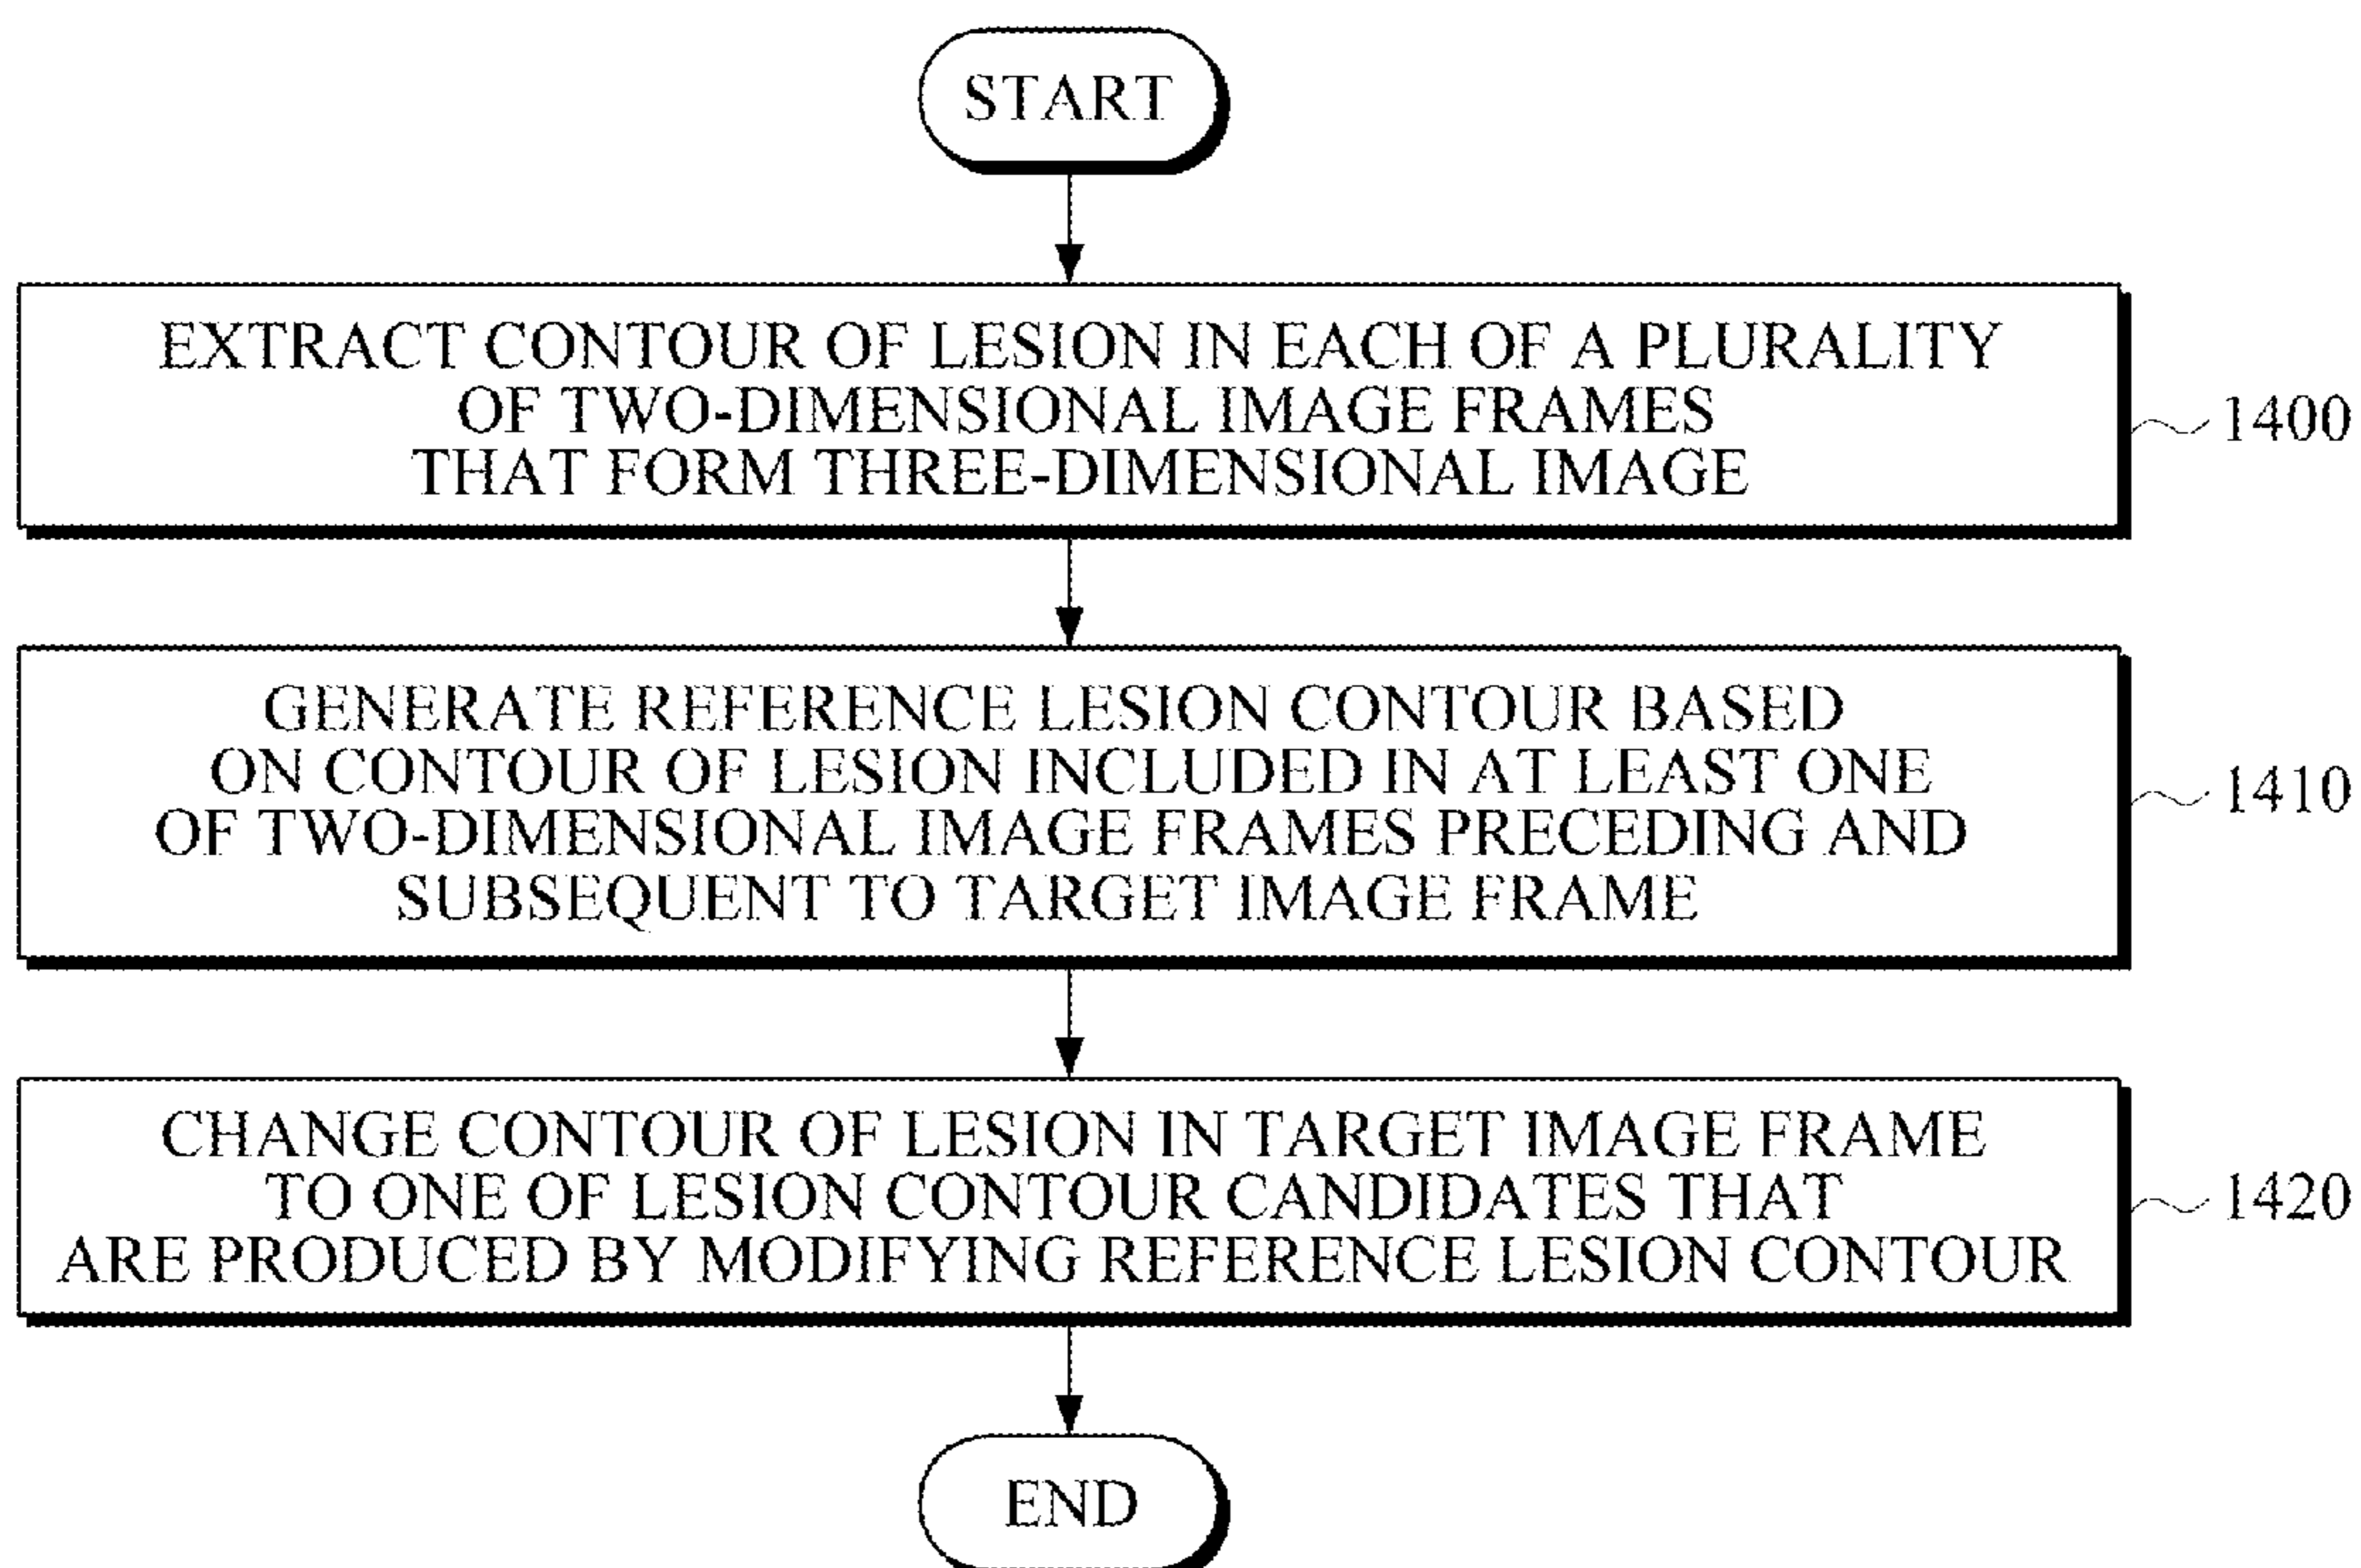 START
EXTRACT CONTOUR OF LESION IN EACH OF A PLURALITY
OF TWO-DIMENSIONAL IMAGE FRAMES
THAT FORM THREE-DIMENSIONAL IMAGE
1400
GENERATE REFERENCE LESION CONTOUR BASED
ON CONTOUR OF LESION INCLUDED IN AT LEAST ONE
OF TWO-DIMENSIONAL IMAGE FRAMES PRECEDING AND
SUBSEQUENT TO TARGET IMAGE FRAME
1410
CHANGE CONTOUR OF LESION IN TARGET IMAGE FRAME
TO ONE OF LESION CONTOUR CANDIDATES THAT
ARE PRODUCED BY MODIFYING REFERENCE LESION CONTOUR
1420
END